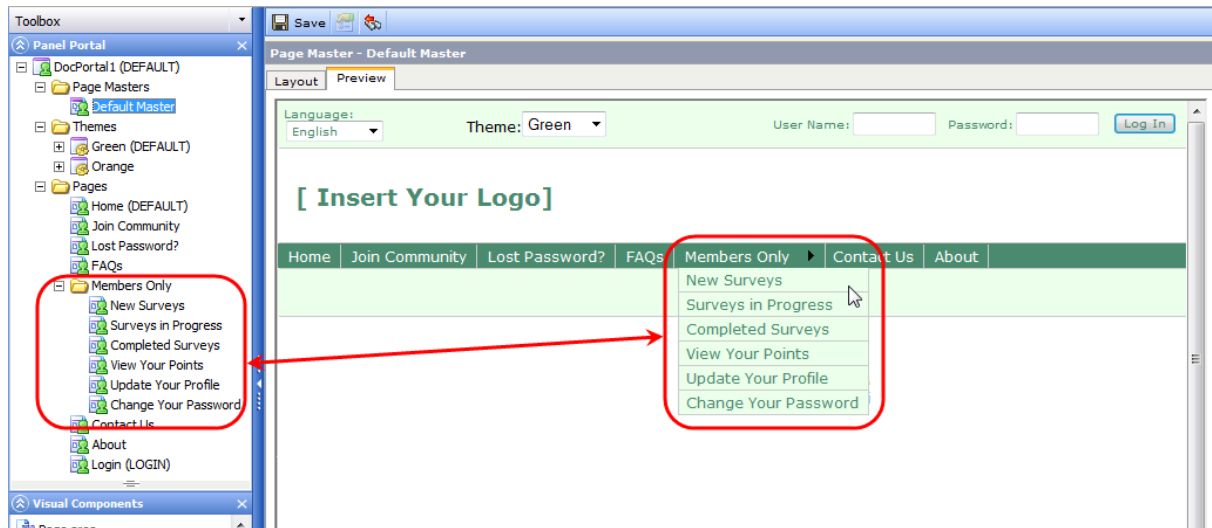 Toolbox
Panel Portal
DocPortal1 (DEFAULT)
Page Masters
Default Master
Themes
Green (DEFAULT)
Orange
Pages
Home (DEFAULT)
Join Community
Lost Password?
FAQs
Members Only
New Surveys
Surveys in Progress
Completed Surveys
View Your Points
Update Your Profile
Change Your Password
Contact Us
About
Login (LOGIN)
Visual Components
Page area
Save
Page Master - Default Master
Layout Preview
Language:
English Theme: Green User Name: Password: Log In
[ Insert Your Logo]
Home Join Community Lost Password? FAQs Members Only Contact Us About
New Surveys
Surveys in Progress
Completed Surveys
View Your Points
Update Your Profile
Change Your Password